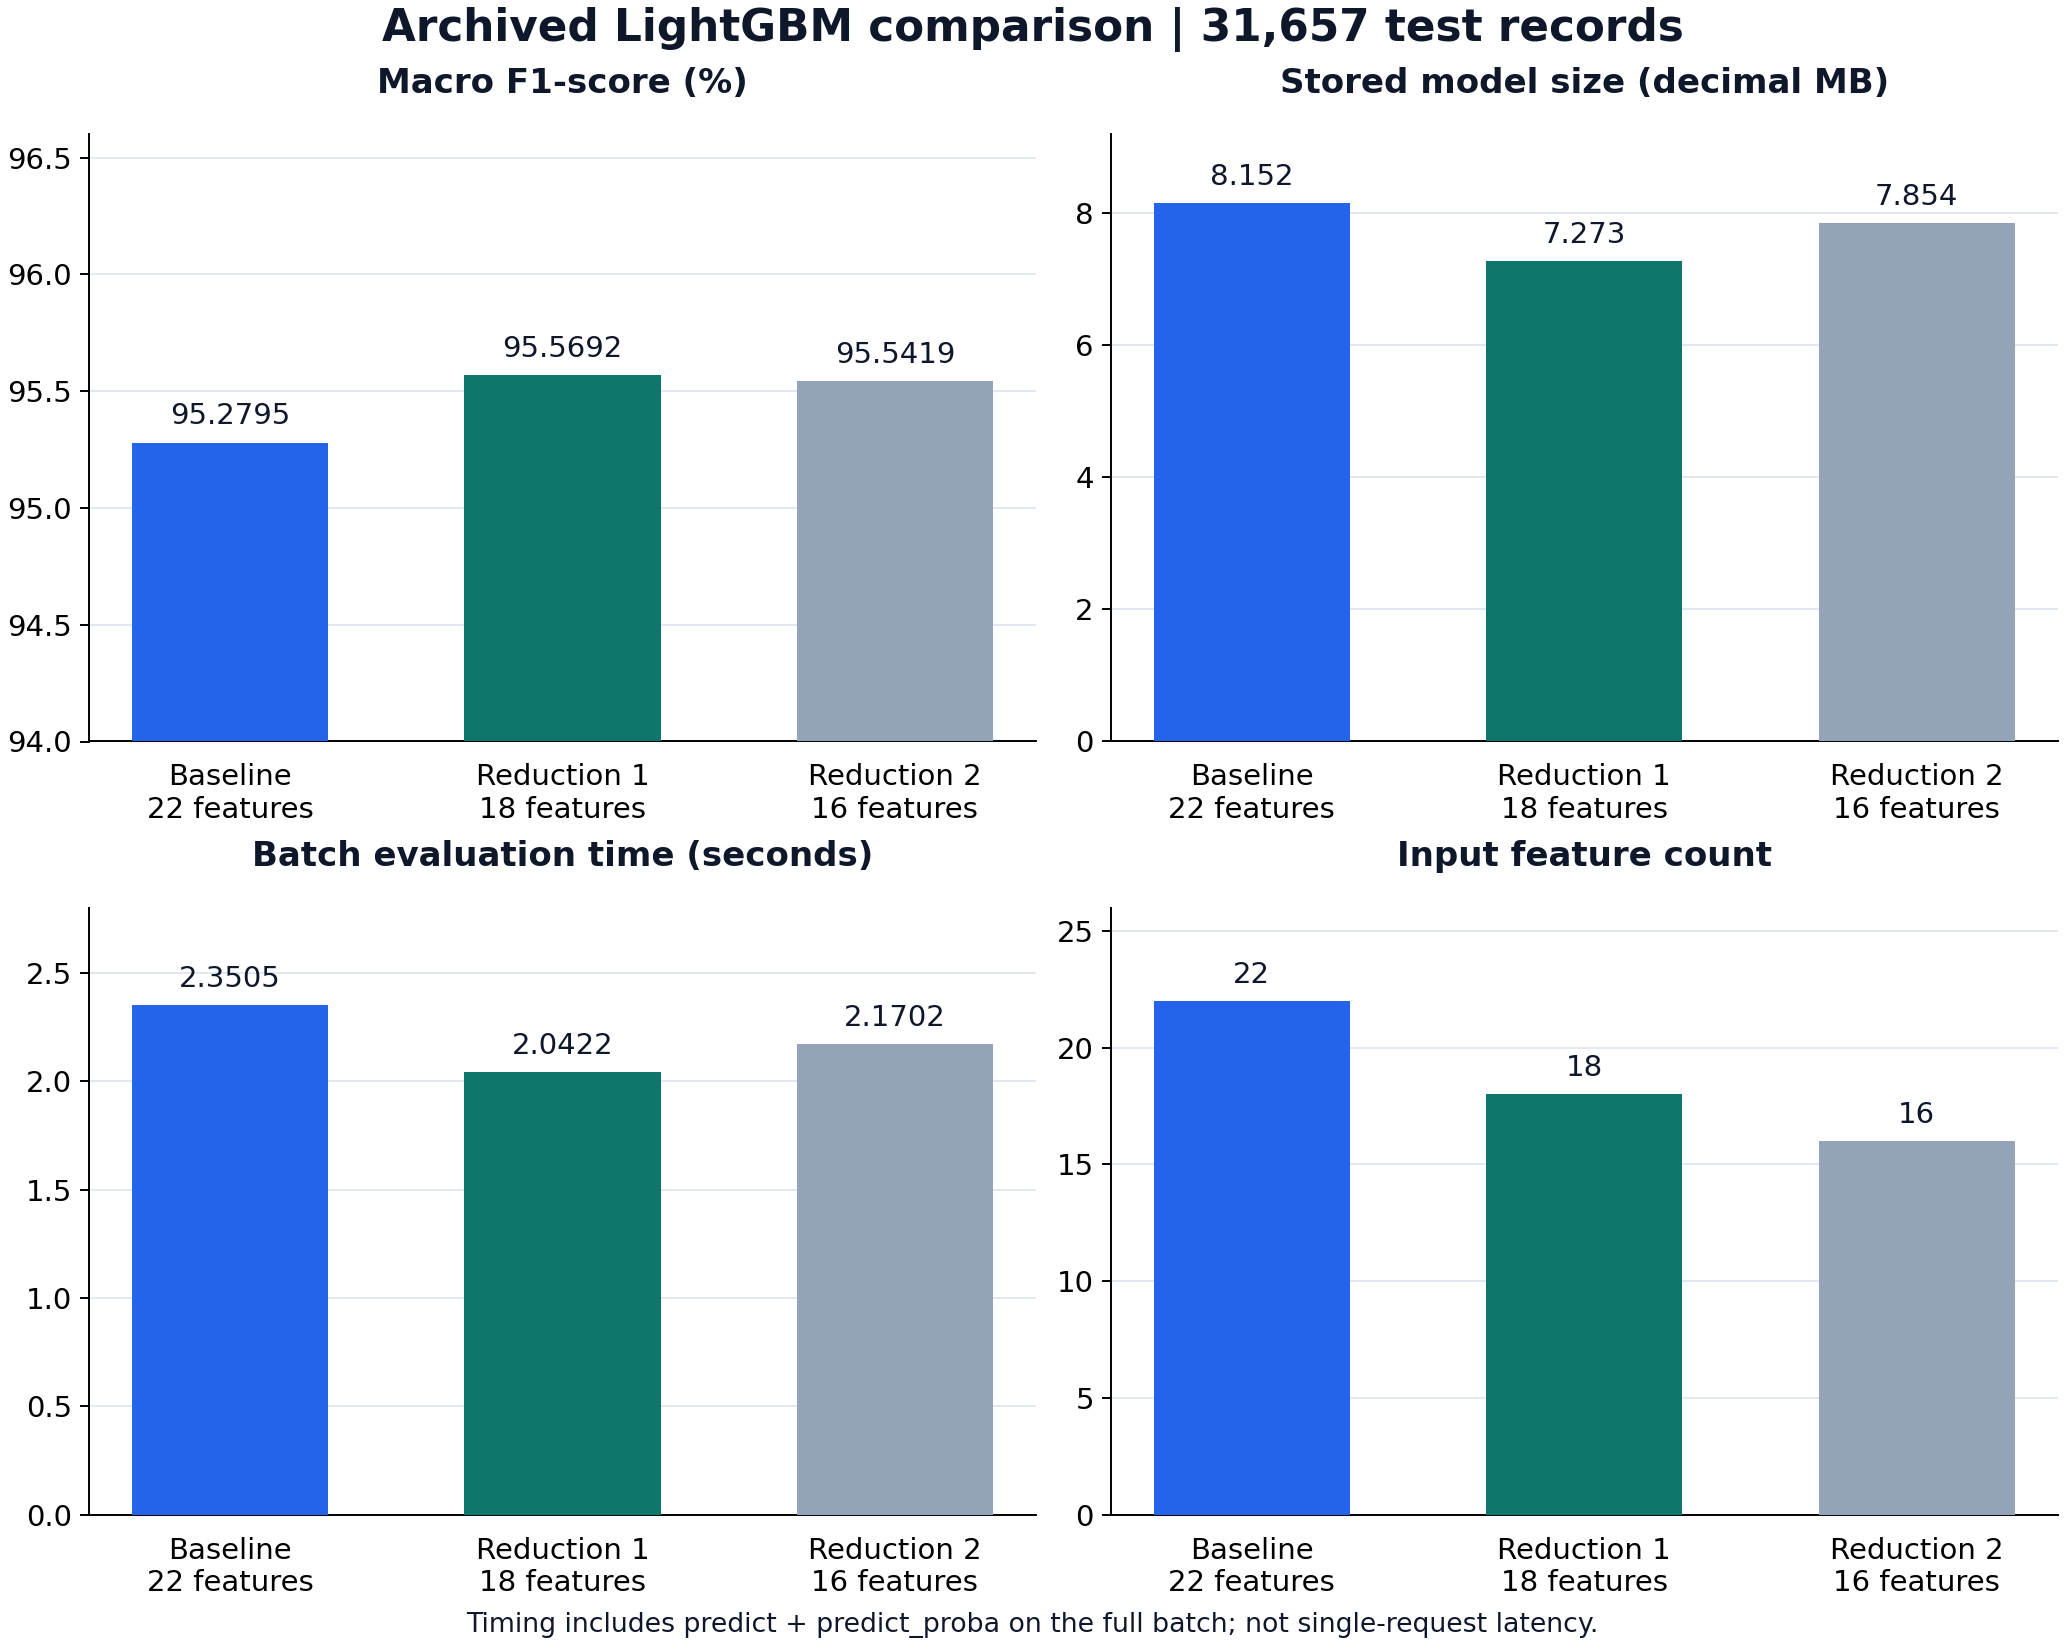 Archived LightGBM comparison | 31,657 test records
Macro F1-score (%)
96.5
96.0
95.5
95.0
94.5
94.0
95.2795
95.5692
95.5419
Baseline
22 features
Reduction 1
18 features
Reduction 2
16 features
Stored model size (decimal MB)
8
6
4
2
0
8.152
7.273
7.854
Baseline
22 features
Reduction 1
18 features
Reduction 2
16 features
Batch evaluation time (seconds)
2.5
2.0
1.5
1.0
0.5
0.0
2.3505
2.0422
2.1702
Baseline
22 features
Reduction 1
18 features
Reduction 2
16 features
Input feature count
25
20
15
10
5
0
22
18
16
Baseline
22 features
Reduction 1
18 features
Reduction 2
16 features
Timing includes predict + predict_proba on the full batch; not single-request latency.